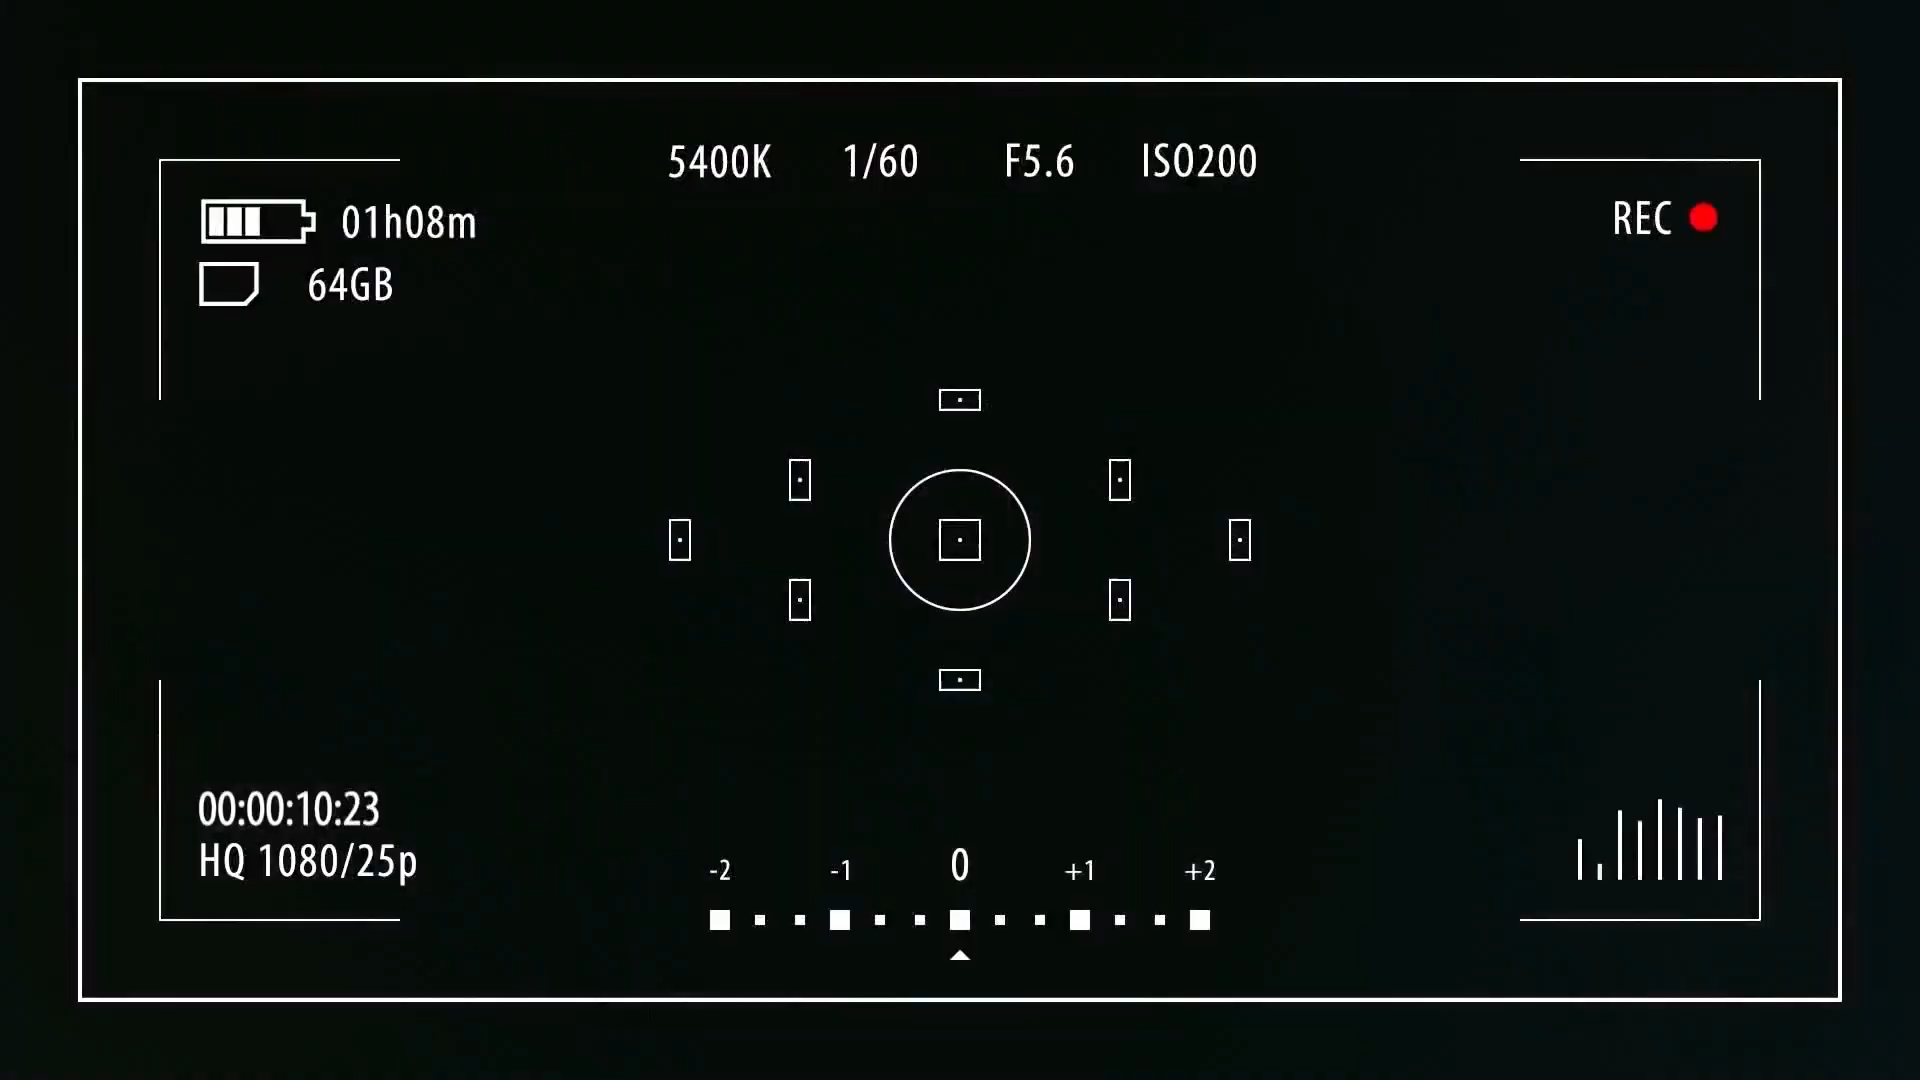 5400K 1/60 F5.6 ISO200
01h08m
REC
64GB
00:00:10:23
HQ 1080/25p
-2 -1 0 +1 +2